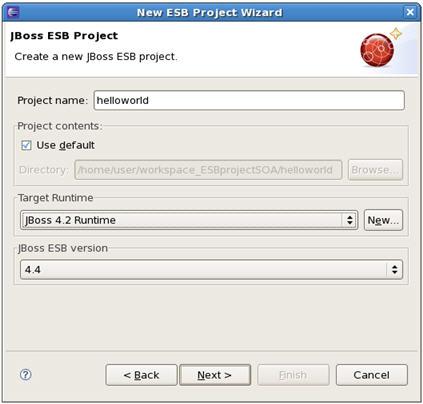 New ESB Project Wizard
JBoss ESB Project
Create a new JBoss ESB project.
Project name: helloworld
Project contents:
Use default
Directory: /home/user/workspace_ESBprojectSOA/helloworld Browse...
Target Runtime
JBoss 4.2 Runtime New...
JBoss ESB version
4.4
? < Back Next > Finish Cancel